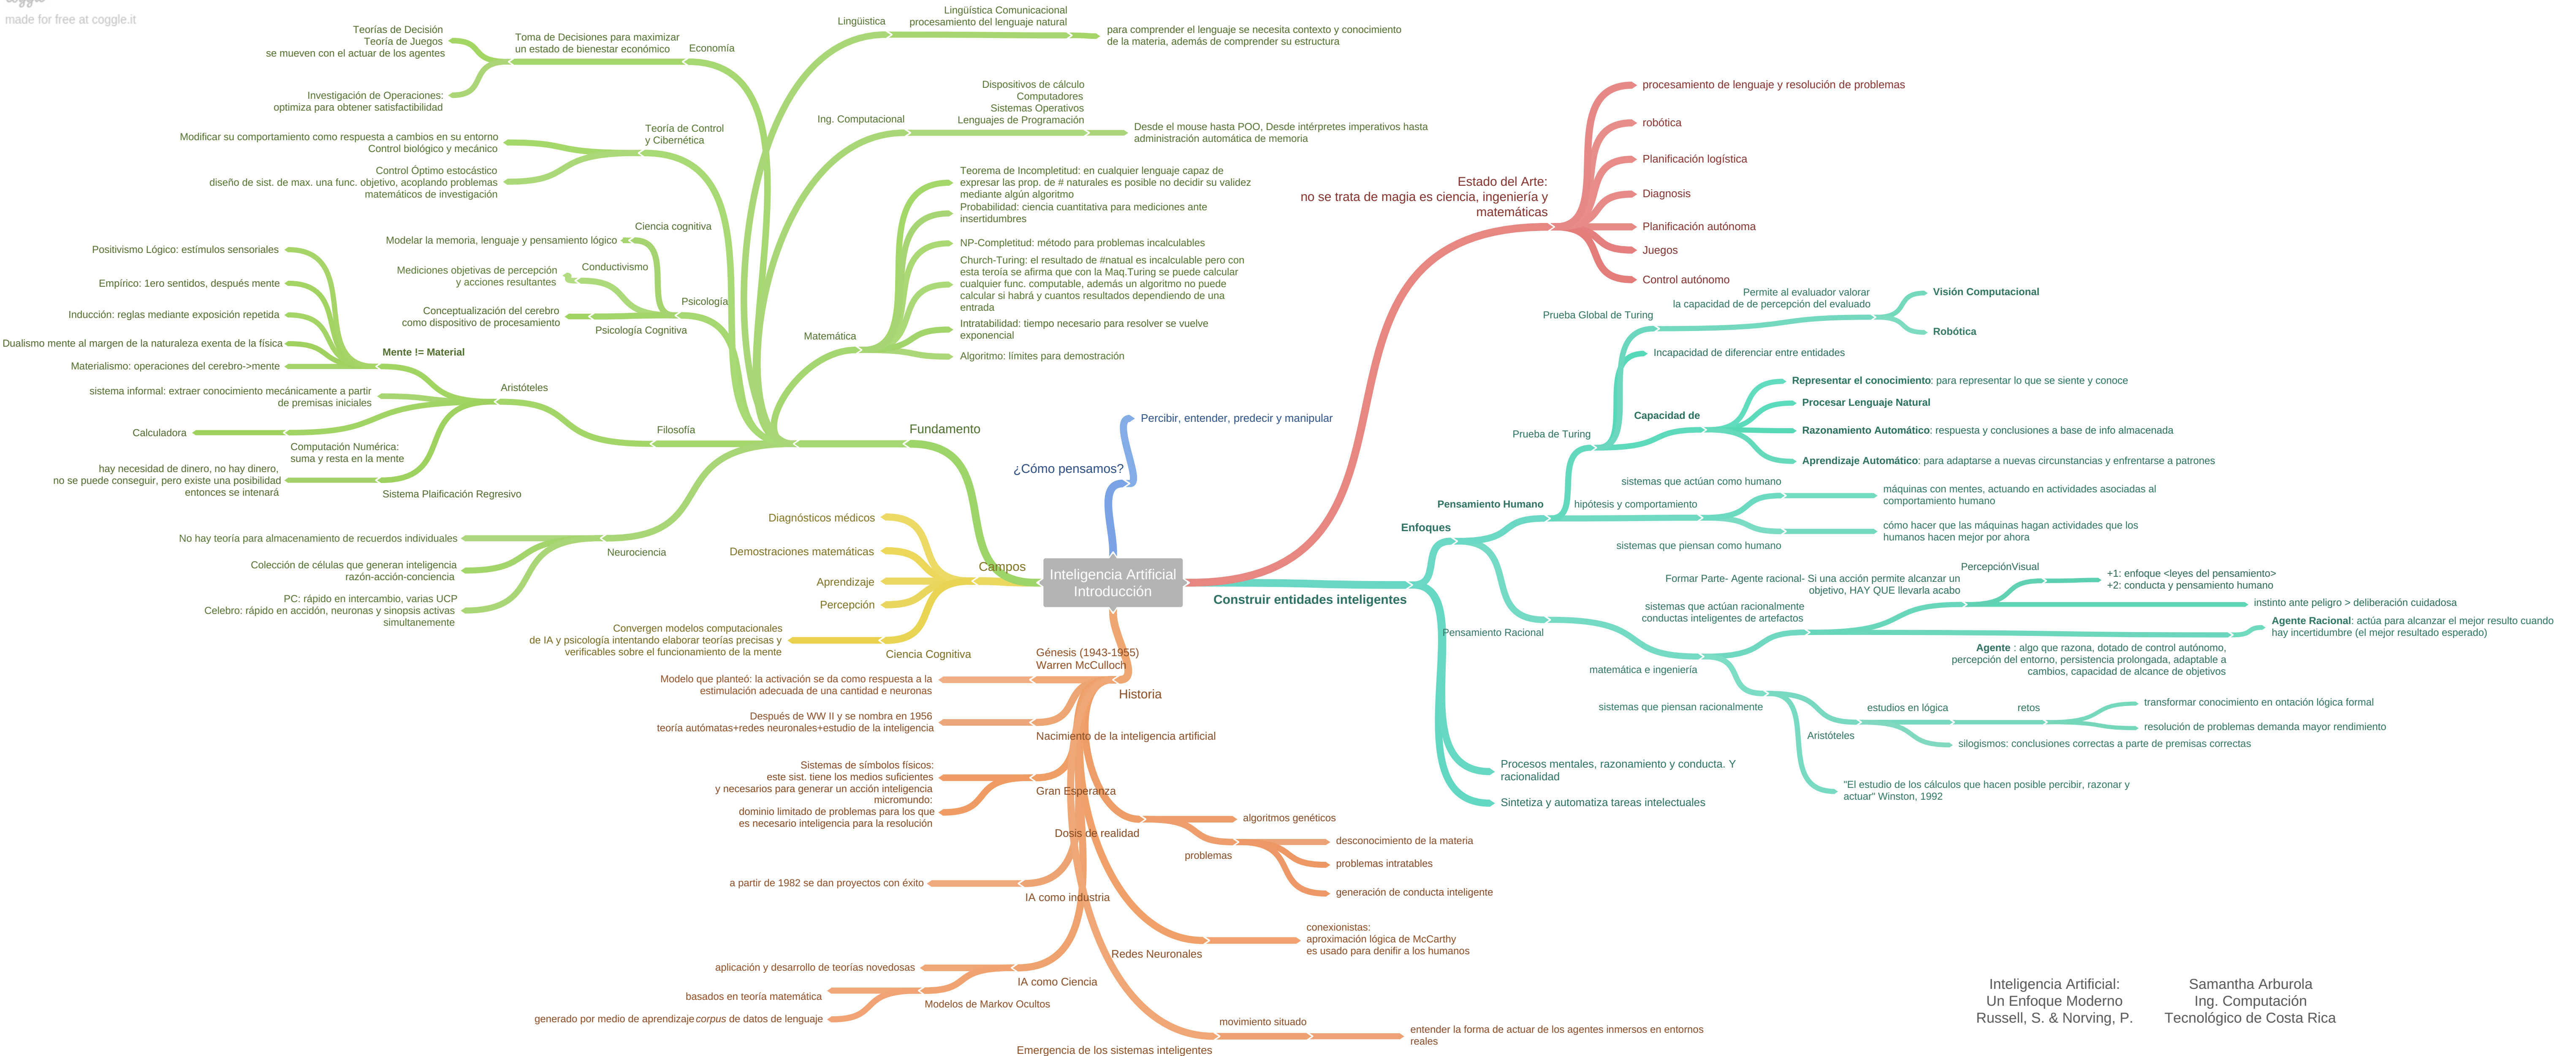 coggle
made for free at coggle.it
Inteligencia Artificial
Introducción
Fundamento
Economía
Toma de Decisiones para maximizar
un estado de bienestar económico
Teorías de Decisión
Teoría de Juegos
se mueven con el actuar de los agentes
Investigación de Operaciones:
optimiza para obtener satisfactibilidad
Teoría de Control
y Cibernética
Modificar su comportamiento como respuesta a cambios en su entorno
Control biológico y mecánico
Control Óptimo estocástico
diseño de sist. de max. una func. objetivo, acoplando problemas
matemáticos de investigación
Psicología
Ciencia cognitiva
Modelar la memoria, lenguaje y pensamiento lógico
Conductivismo
Mediciones objetivas de percepción
y acciones resultantes
Psicología Cognitiva
Conceptualización del cerebro
como dispositivo de procesamiento
Filosofía
Aristóteles
Mente != Material
Positivismo Lógico: estímulos sensoriales
Empírico: 1ero sentidos, después mente
Inducción: reglas mediante exposición repetida
Dualismo mente al margen de la naturaleza exenta de la física
Materialismo: operaciones del cerebro->mente
sistema informal: extraer conocimiento mecánicamente a partir
de premisas iniciales
Calculadora
Computación Numérica:
suma y resta en la mente
hay necesidad de dinero, no hay dinero,
no se puede conseguir, pero existe una posibilidad
entonces se intenará
Sistema Plaificación Regresivo
Neurociencia
No hay teoría para almacenamiento de recuerdos individuales
Colección de células que generan inteligencia
razón-acción-conciencia
PC: rápido en intercambio, varias UCP
Celebro: rápido en accidón, neuronas y sinopsis activas
simultanemente
Lingüistica
Lingüística Comunicacional
procesamiento del lenguaje natural
para comprender el lenguaje se necesita contexto y conocimiento
de la materia, además de comprender su estructura
Ing. Computacional
Dispositivos de cálculo
Computadores
Sistemas Operativos
Lenguajes de Programación
Desde el mouse hasta POO, Desde intérpretes imperativos hasta
administración automática de memoria
Matemática
Teorema de Incompletitud: en cualquier lenguaje capaz de
expresar las prop. de # naturales es posible no decidir su validez
mediante algún algoritmo
Probabilidad: ciencia cuantitativa para mediciones ante
insertidumbres
NP-Completitud: método para problemas incalculables
Church-Turing: el resultado de #natual es incalculable pero con
esta teroía se afirma que con la Maq.Turing se puede calcular
cualquier func. computable, además un algoritmo no puede
calcular si habrá y cuantos resultados dependiendo de una
entrada
Intratabilidad: tiempo necesario para resolver se vuelve
exponencial
Algoritmo: límites para demostración
¿Cómo pensamos?
Percibir, entender, predecir y manipular
Campos
Diagnósticos médicos
Demostraciones matemáticas
Aprendizaje
Percepción
Ciencia Cognitiva
Convergen modelos computacionales
de IA y psicología intentando elaborar teorías precisas y
verificables sobre el funcionamiento de la mente
Historia
Génesis (1943-1955)
Warren McCulloch
Modelo que planteó: la activación se da como respuesta a la
estimulación adecuada de una cantidad e neuronas
Nacimiento de la inteligencia artificial
Después de WW II y se nombra en 1956
teoría autómatas+redes neuronales+estudio de la inteligencia
Gran Esperanza
Sistemas de símbolos físicos:
este sist. tiene los medios suficientes
y necesarios para generar un acción inteligencia
micromundo:
dominio limitado de problemas para los que
es necesario inteligencia para la resolución
Dosis de realidad
algoritmos genéticos
problemas
desconocimiento de la materia
problemas intratables
generación de conducta inteligente
IA como industria
a partir de 1982 se dan proyectos con éxito
Redes Neuronales
conexionistas:
aproximación lógica de McCarthy
es usado para denifir a los humanos
IA como Ciencia
aplicación y desarrollo de teorías novedosas
Modelos de Markov Ocultos
basados en teoría matemática
generado por medio de aprendizaje corpus de datos de lenguaje
Emergencia de los sistemas inteligentes
movimiento situado
entender la forma de actuar de los agentes inmersos en entornos
reales
Estado del Arte:
no se trata de magia es ciencia, ingeniería y
matemáticas
procesamiento de lenguaje y resolución de problemas
robótica
Planificación logística
Diagnosis
Planificación autónoma
Juegos
Control autónomo
Construir entidades inteligentes
Enfoques
Pensamiento Humano
Prueba de Turing
Prueba Global de Turing
Permite al evaluador valorar
la capacidad de de percepción del evaluado
Visión Computacional
Robótica
Incapacidad de diferenciar entre entidades
Capacidad de
Representar el conocimiento: para representar lo que se siente y conoce
Procesar Lenguaje Natural
Razonamiento Automático: respuesta y conclusiones a base de info almacenada
Aprendizaje Automático: para adaptarse a nuevas circunstancias y enfrentarse a patrones
hipótesis y comportamiento
sistemas que actúan como humano
máquinas con mentes, actuando en actividades asociadas al
comportamiento humano
sistemas que piensan como humano
cómo hacer que las máquinas hagan actividades que los
humanos hacen mejor por ahora
Pensamiento Racional
matemática e ingeniería
sistemas que actúan racionalmente
conductas inteligentes de artefactos
Formar Parte- Agente racional- Si una acción permite alcanzar un
objetivo, HAY QUE llevarla acabo
PercepciónVisual
+1: enfoque <leyes del pensamiento>
+2: conducta y pensamiento humano
instinto ante peligro > deliberación cuidadosa
Agente Racional: actúa para alcanzar el mejor resulto cuando
hay incertidumbre (el mejor resultado esperado)
Agente : algo que razona, dotado de control autónomo,
percepción del entorno, persistencia prolongada, adaptable a
cambios, capacidad de alcance de objetivos
sistemas que piensan racionalmente
Aristóteles
estudios en lógica
retos
transformar conocimiento en ontación lógica formal
resolución de problemas demanda mayor rendimiento
silogismos: conclusiones correctas a parte de premisas correctas
"El estudio de los cálculos que hacen posible percibir, razonar y
actuar" Winston, 1992
Procesos mentales, razonamiento y conducta. Y
racionalidad
Sintetiza y automatiza tareas intelectuales
Inteligencia Artificial:
Un Enfoque Moderno
Russell, S. & Norving, P.
Samantha Arburola
Ing. Computación
Tecnológico de Costa Rica